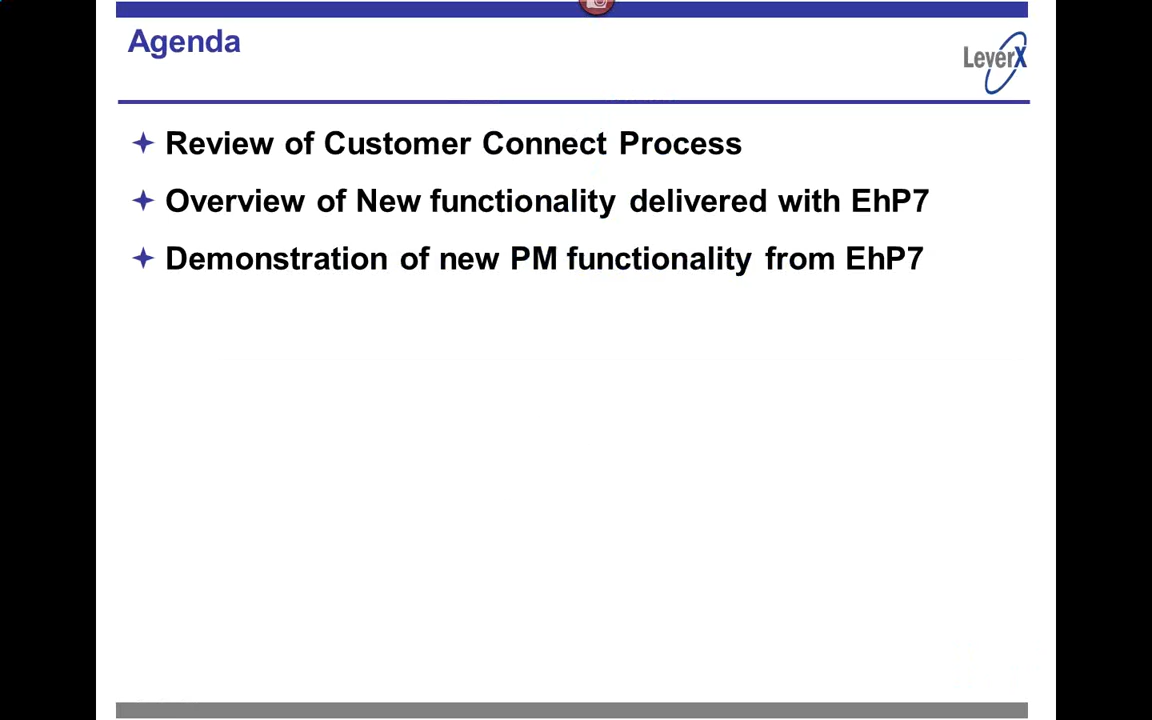 Agenda
LeverX
Review of Customer Connect Process
Overview of New functionality delivered with EhP7
Demonstration of new PM functionality from EhP7